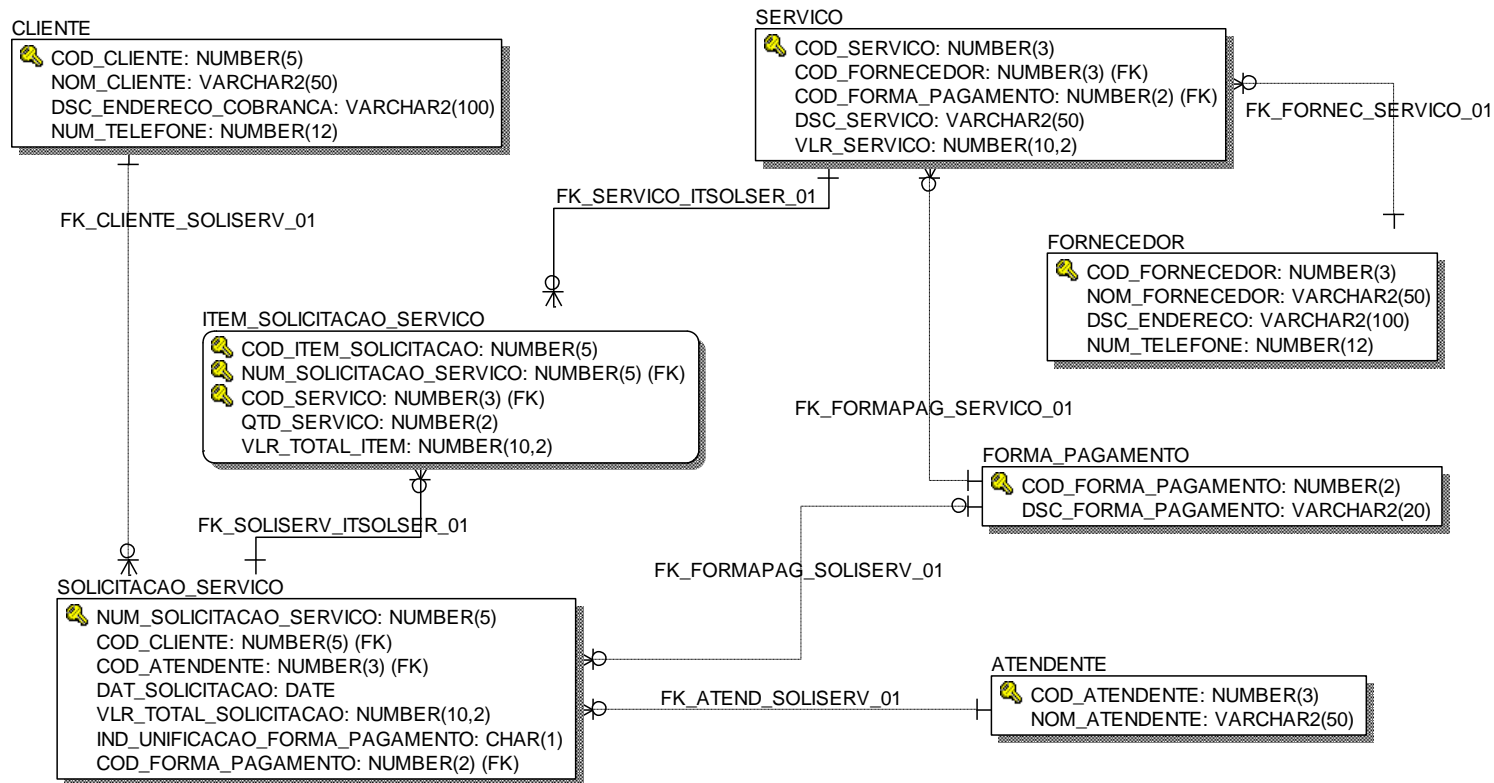 CLIENTE
COD_CLIENTE: NUMBER(5)
NOM_CLIENTE: VARCHAR2(50)
DSC_ENDERECO_COBRANCA: VARCHAR2(100)
NUM_TELEFONE: NUMBER(12)
SERVICO
COD_SERVICO: NUMBER(3)
COD_FORNECEDOR: NUMBER(3) (FK)
COD_FORMA_PAGAMENTO: NUMBER(2) (FK)
DSC_SERVICO: VARCHAR2(50)
VLR_SERVICO: NUMBER(10,2)
FK_FORNEC_SERVICO_01
FK_SERVICO_ITSOLSER_01
FK_CLIENTE_SOLISERV_01
FORNECEDOR
COD_FORNECEDOR: NUMBER(3)
NOM_FORNECEDOR: VARCHAR2(50)
DSC_ENDERECO: VARCHAR2(100)
NUM_TELEFONE: NUMBER(12)
ITEM_SOLICITACAO_SERVICO
COD_ITEM_SOLICITACAO: NUMBER(5)
NUM_SOLICITACAO_SERVICO: NUMBER(5) (FK)
COD_SERVICO: NUMBER(3) (FK)
QTD_SERVICO: NUMBER(2)
VLR_TOTAL_ITEM: NUMBER(10,2)
FK_FORMAPAG_SERVICO_01
FORMA_PAGAMENTO
COD_FORMA_PAGAMENTO: NUMBER(2)
DSC_FORMA_PAGAMENTO: VARCHAR2(20)
FK_SOLISERV_ITSOLSER_01
FK_FORMAPAG_SOLISERV_01
SOLICITACAO_SERVICO
NUM_SOLICITACAO_SERVICO: NUMBER(5)
COD_CLIENTE: NUMBER(5) (FK)
COD_ATENDENTE: NUMBER(3) (FK)
DAT_SOLICITACAO: DATE
VLR_TOTAL_SOLICITACAO: NUMBER(10,2)
IND_UNIFICACAO_FORMA_PAGAMENTO: CHAR(1)
COD_FORMA_PAGAMENTO: NUMBER(2) (FK)
FK_ATEND_SOLISERV_01
ATENDENTE
COD_ATENDENTE: NUMBER(3)
NOM_ATENDENTE: VARCHAR2(50)